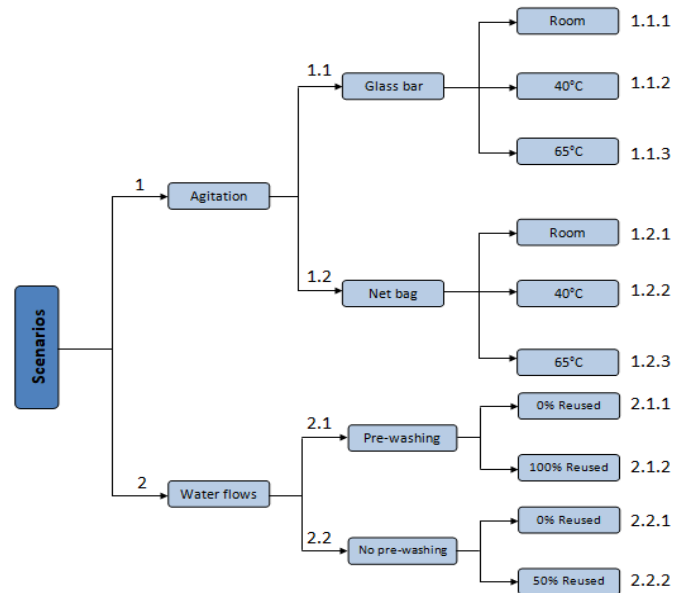 Scenarios
1
Agitation
1.1
Glass bar
Room 1.1.1
40°C 1.1.2
65°C 1.1.3
1.2
Net bag
Room 1.2.1
40°C 1.2.2
65°C 1.2.3
2
Water flows
2.1
Pre-washing
0% Reused 2.1.1
100% Reused 2.1.2
2.2
No pre-washing
0% Reused 2.2.1
50% Reused 2.2.2